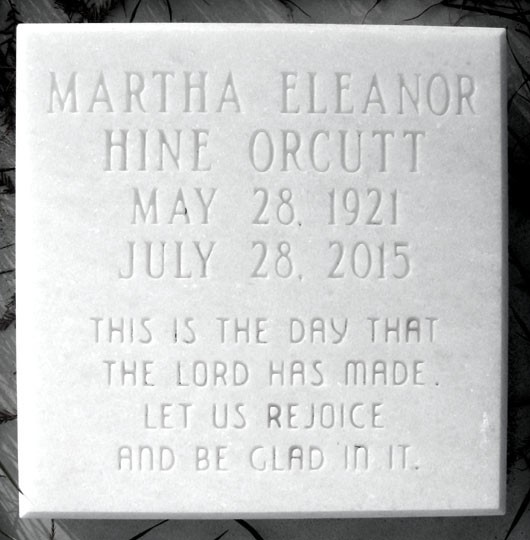 MARTHA ELEANOR
HINE ORCUTT
MAY 28, 1921
JULY 28, 2015
THIS IS THE DAY THAT
THE LORD HAS MADE.
LET US REJOICE
AND BE GLAD IN IT.